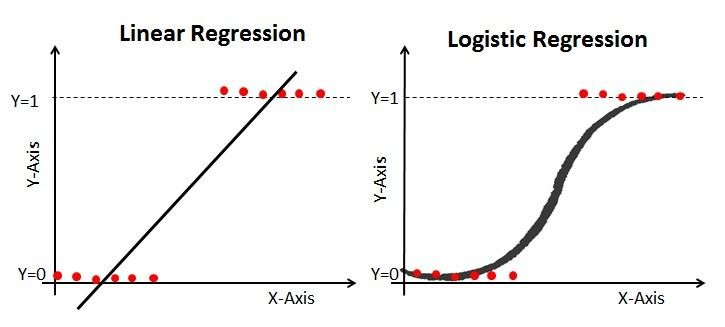 Linear Regression
Y=1
Y-Axis
Y=0
X-Axis
Logistic Regression
Y=1
Y-Axis
Y=0
X-Axis